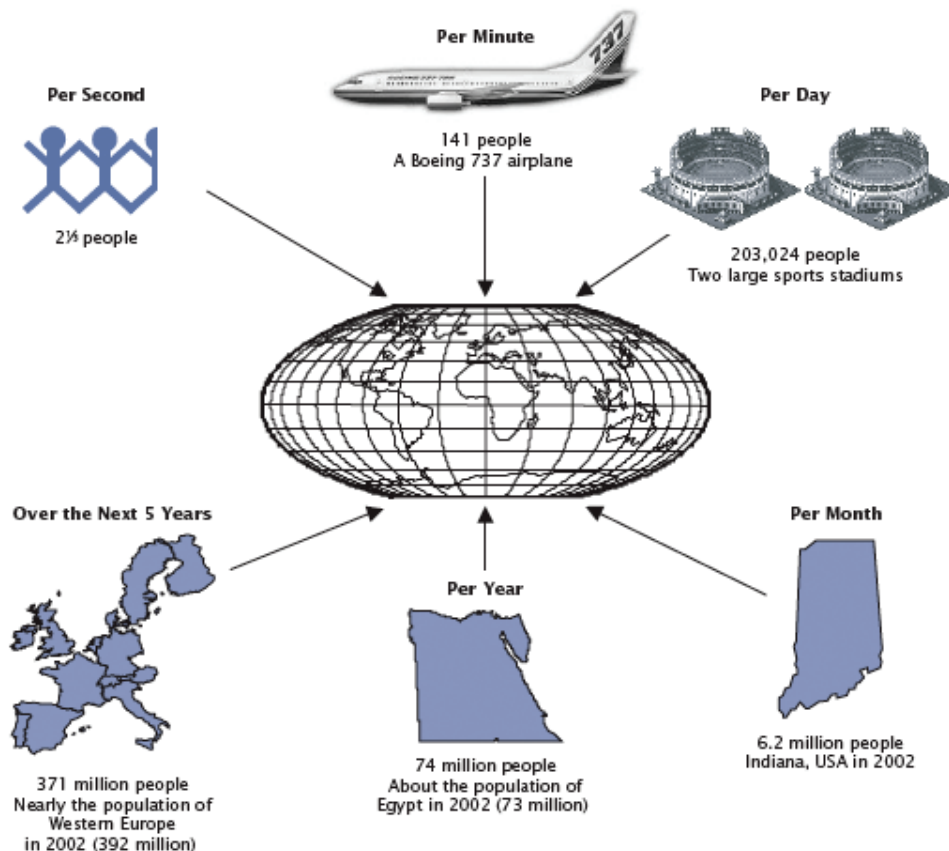 Per Minute
737
BOEING 737-700
Per Second
Per Day
141 people
A Boeing 737 airplane
2⅓ people
203,024 people
Two large sports stadiums
Over the Next 5 Years
Per Month
Per Year
371 million people
Nearly the population of
Western Europe
in 2002 (392 million)
74 million people
About the population of
Egypt in 2002 (73 million)
6.2 million people
Indiana, USA in 2002